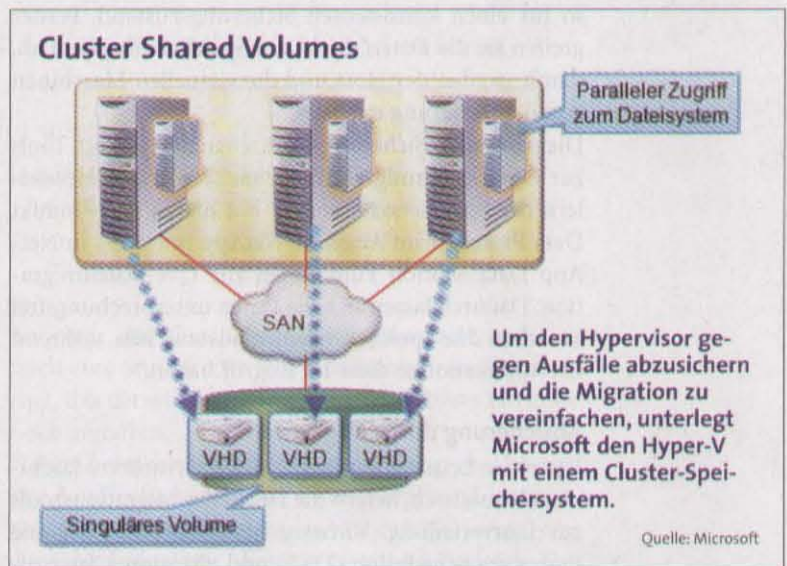 Cluster Shared Volumes
Paralleler Zugriff
zum Dateisystem
SAN
Um den Hypervisor ge-
gen Ausfälle abzusichern
und die Migration zu
vereinfachen, unterlegt
Microsoft den Hyper-V
mit einem Cluster-Spei-
chersystem.
VHD VHD VHD
Singuläres Volume
Quelle: Microsoft